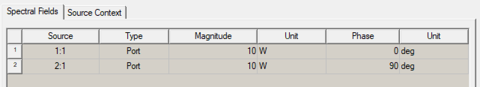 Spectral Fields Source Context
Source Type Magnitude Unit Phase Unit
1 1:1 Port 10 W 0 deg
2 2:1 Port 10 W 90 deg